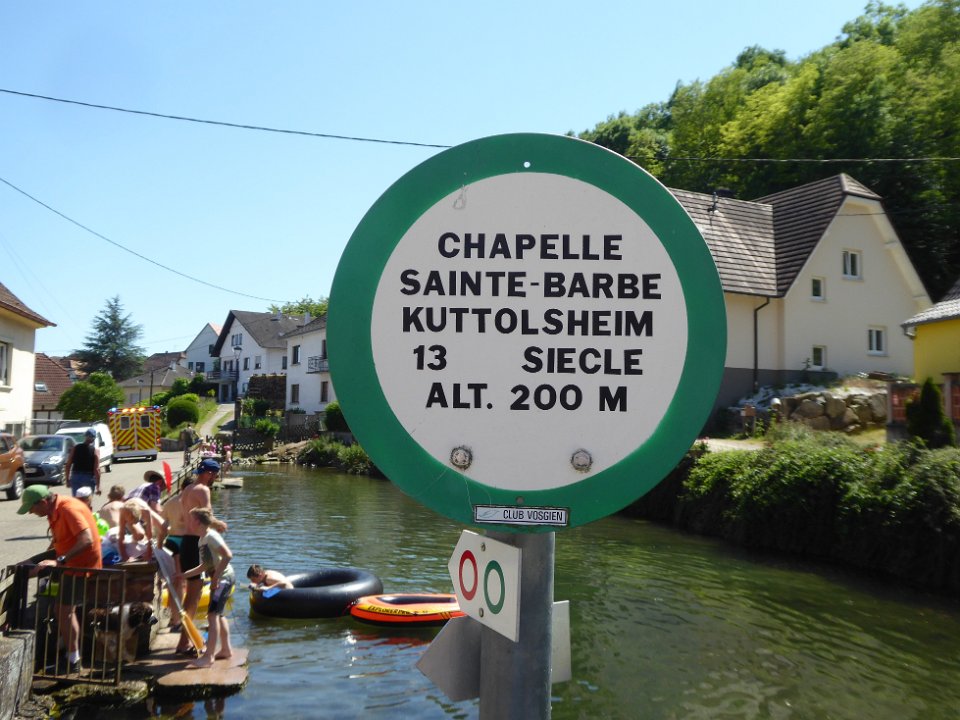 CHAPELLE
SAINTE-BARBE
KUTTOLSHEIM
13 SIECLE
ALT. 200 M
CLUB VOSGIEN